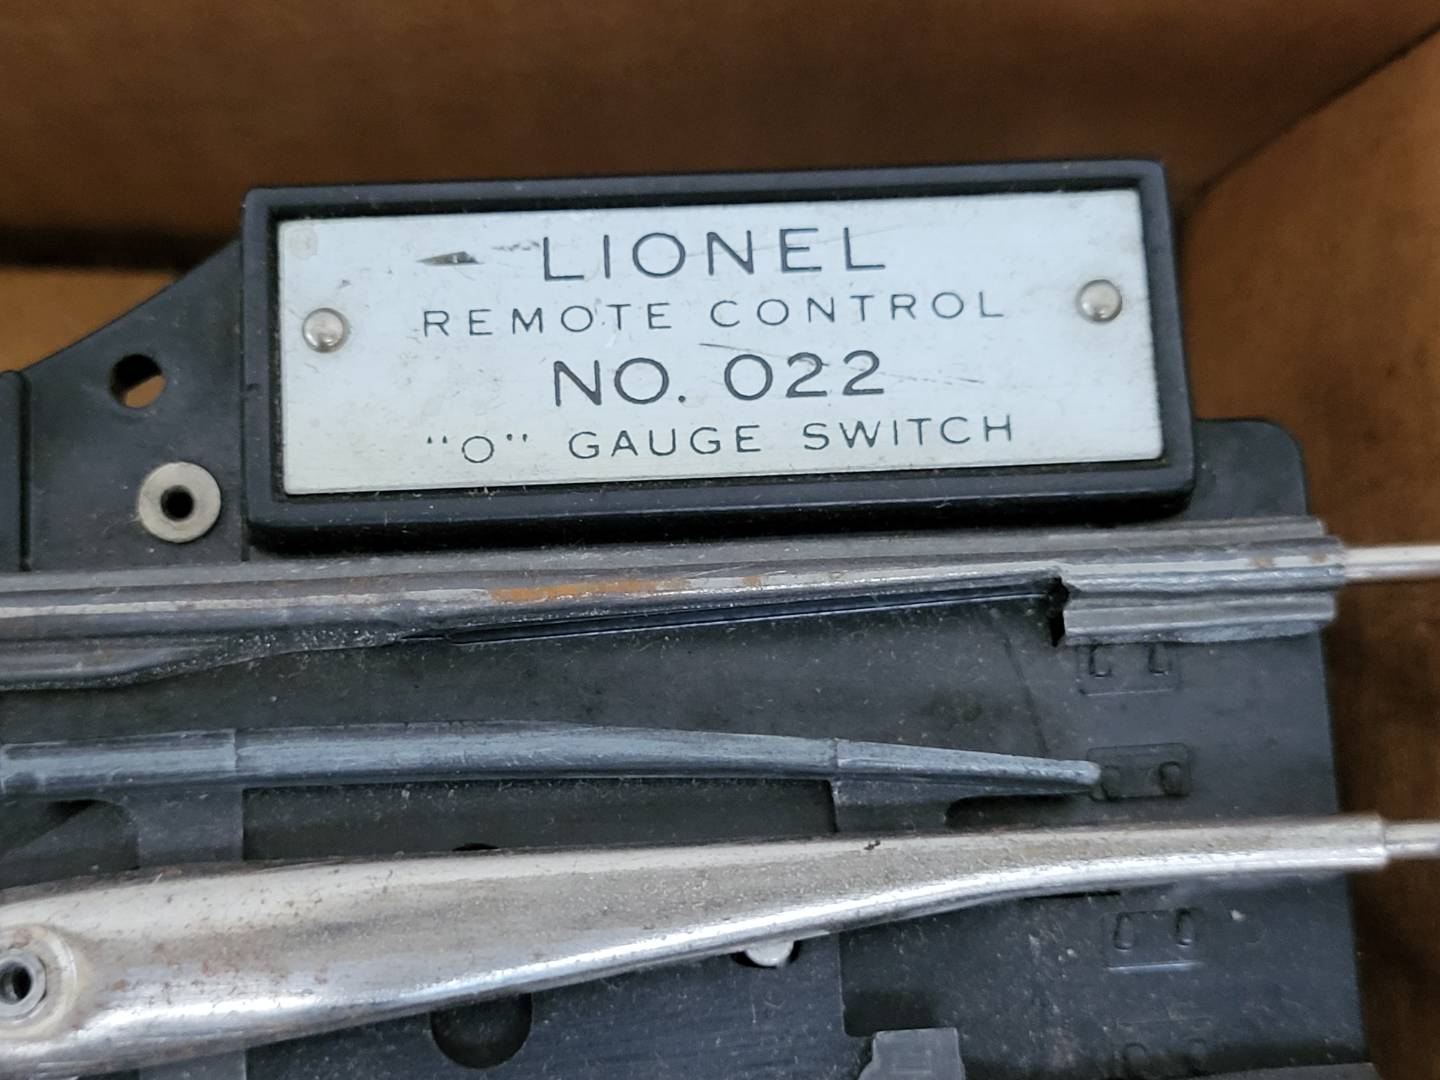 LIONEL
REMOTE CONTROL
NO. 022
"O" GAUGE SWITCH